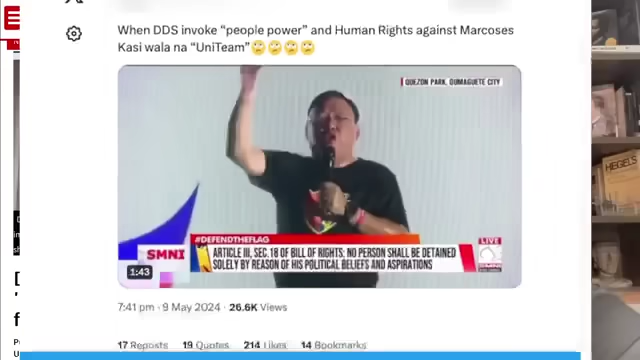 When DDS invoke “people power” and Human Rights against Marcoses
Kasi wala na “UniTeam”🙄🙄🙄🙄
QUEZON PARK, DUMAGUETE CITY
#DEFENDTHEFLAG
LIVE
SMNI
ARTICLE III, SEC. 18 OF BILL OF RIGHTS: NO PERSON SHALL BE DETAINED
SOLELY BY REASON OF HIS POLITICAL BELIEFS AND ASPIRATIONS
SMNI
1:43
7:41 pm · 9 May 2024 · 26.6K Views
17 Reposts 19 Quotes 214 Likes 14 Bookmarks
HEGEL'S